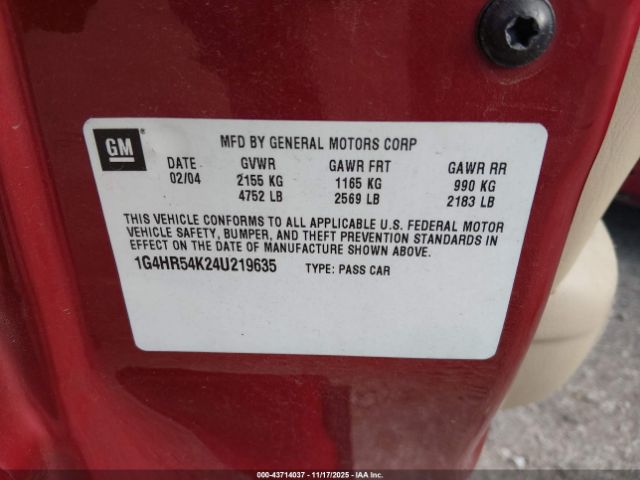 GM
MFD BY GENERAL MOTORS CORP
DATE GVWR GAWR FRT GAWR RR
02/04 2155 KG 1165 KG 990 KG
4752 LB 2569 LB 2183 LB
THIS VEHICLE CONFORMS TO ALL APPLICABLE U.S. FEDERAL MOTOR
VEHICLE SAFETY, BUMPER, AND THEFT PREVENTION STANDARDS IN
EFFECT ON THE DATE OF MANUFACTURE SHOWN ABOVE.
1G4HR54K24U219635 TYPE: PASS CAR
000-43714037 - 11/17/2025 - IAA Inc.